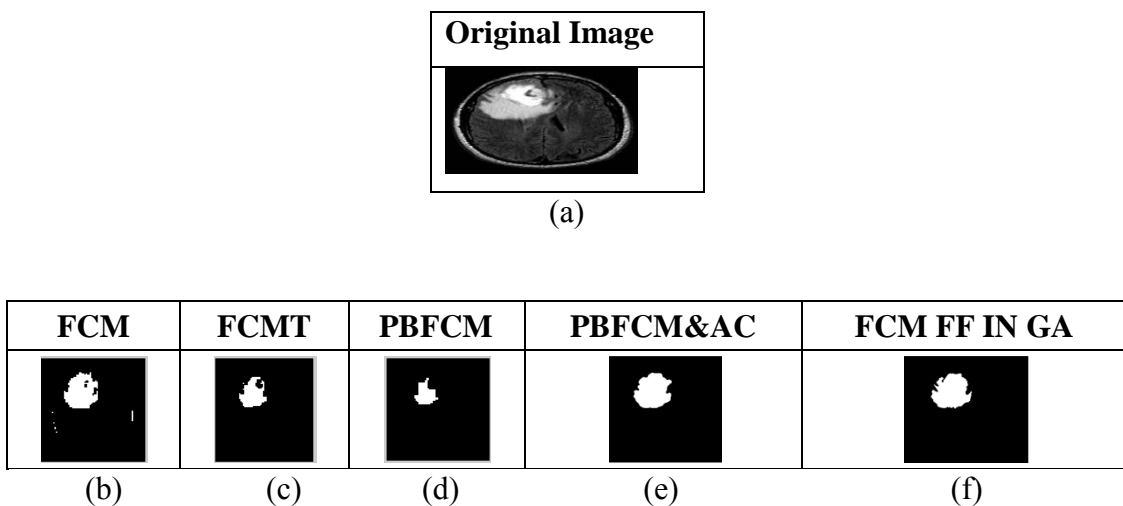 Original Image
(a)
FCM FCMT PBFCM PBFCM&AC FCM FF IN GA
(b) (c) (d) (e) (f)